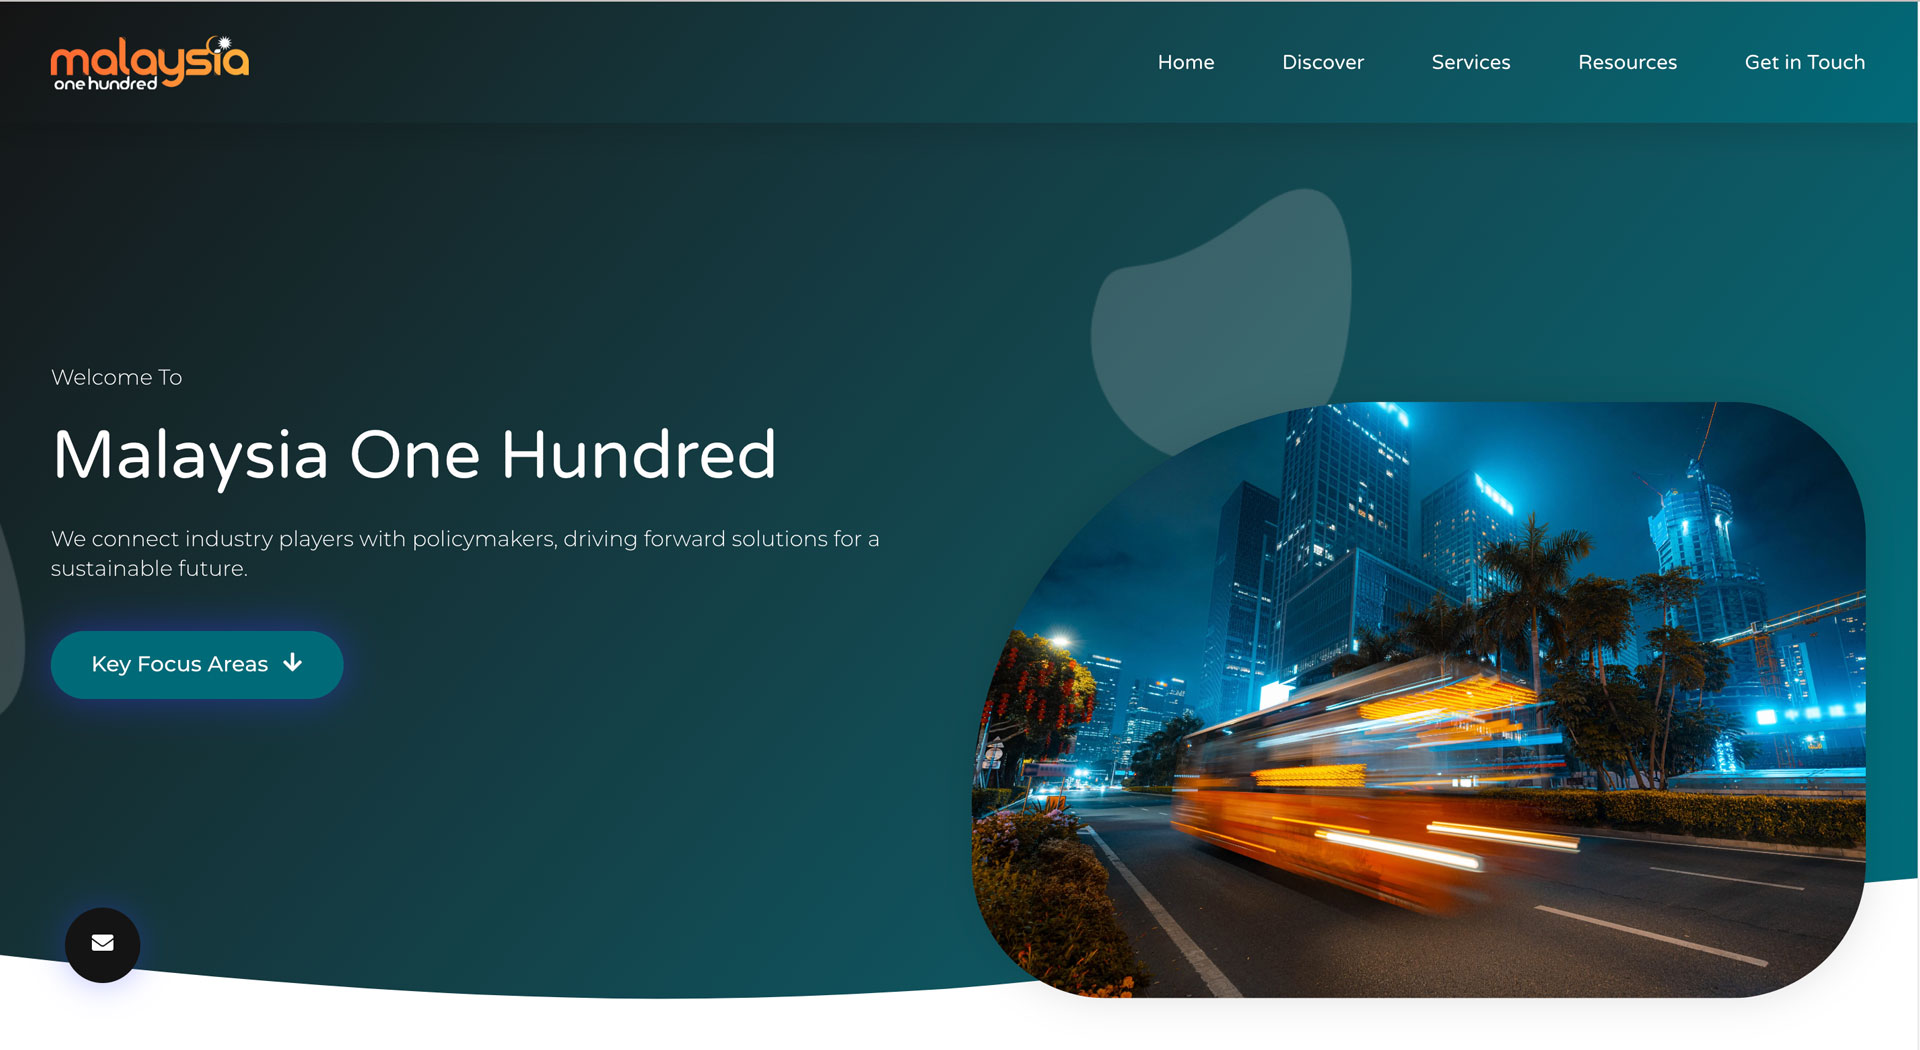 malaysia
one hundred
Home
Discover
Services
Resources
Get in Touch
Welcome To
Malaysia One Hundred
We connect industry players with policymakers, driving forward solutions for a
sustainable future.
Key Focus Areas